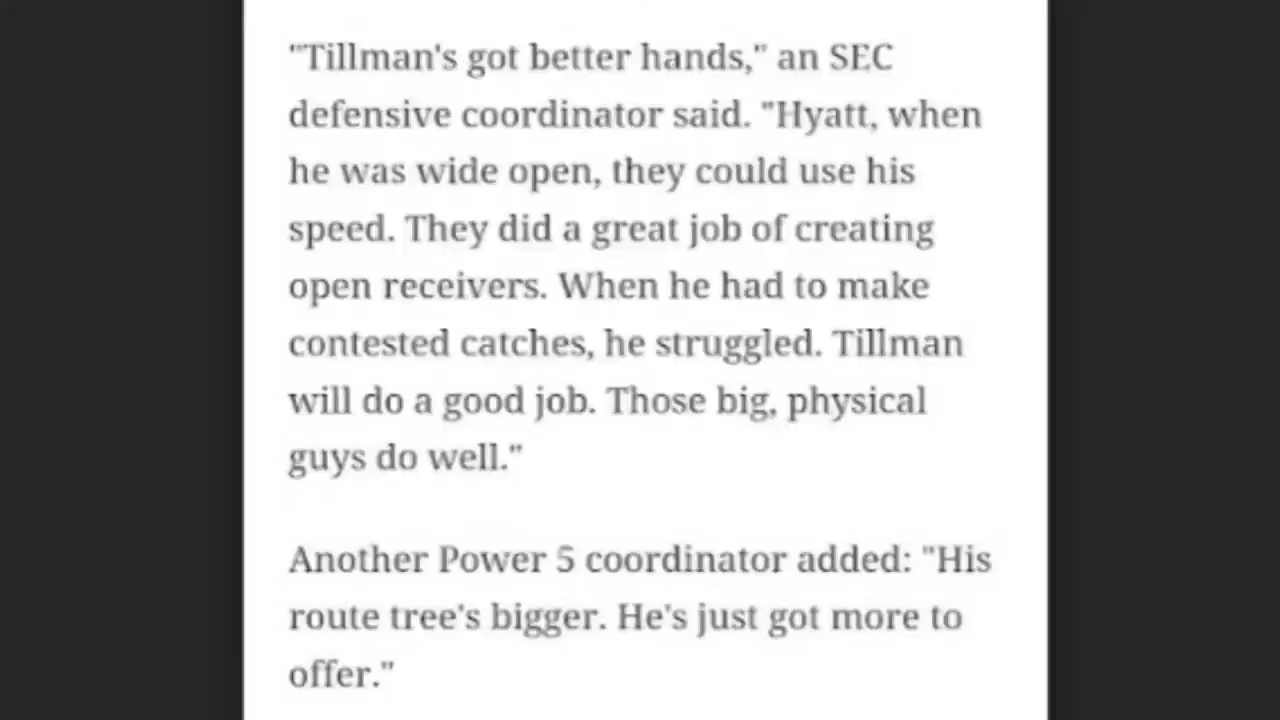 "Tillman's got better hands," an SEC
defensive coordinator said. "Hyatt, when
he was wide open, they could use his
speed. They did a great job of creating
open receivers. When he had to make
contested catches, he struggled. Tillman
will do a good job. Those big, physical
guys do well."
Another Power 5 coordinator added: "His
route tree's bigger. He's just got more to
offer."